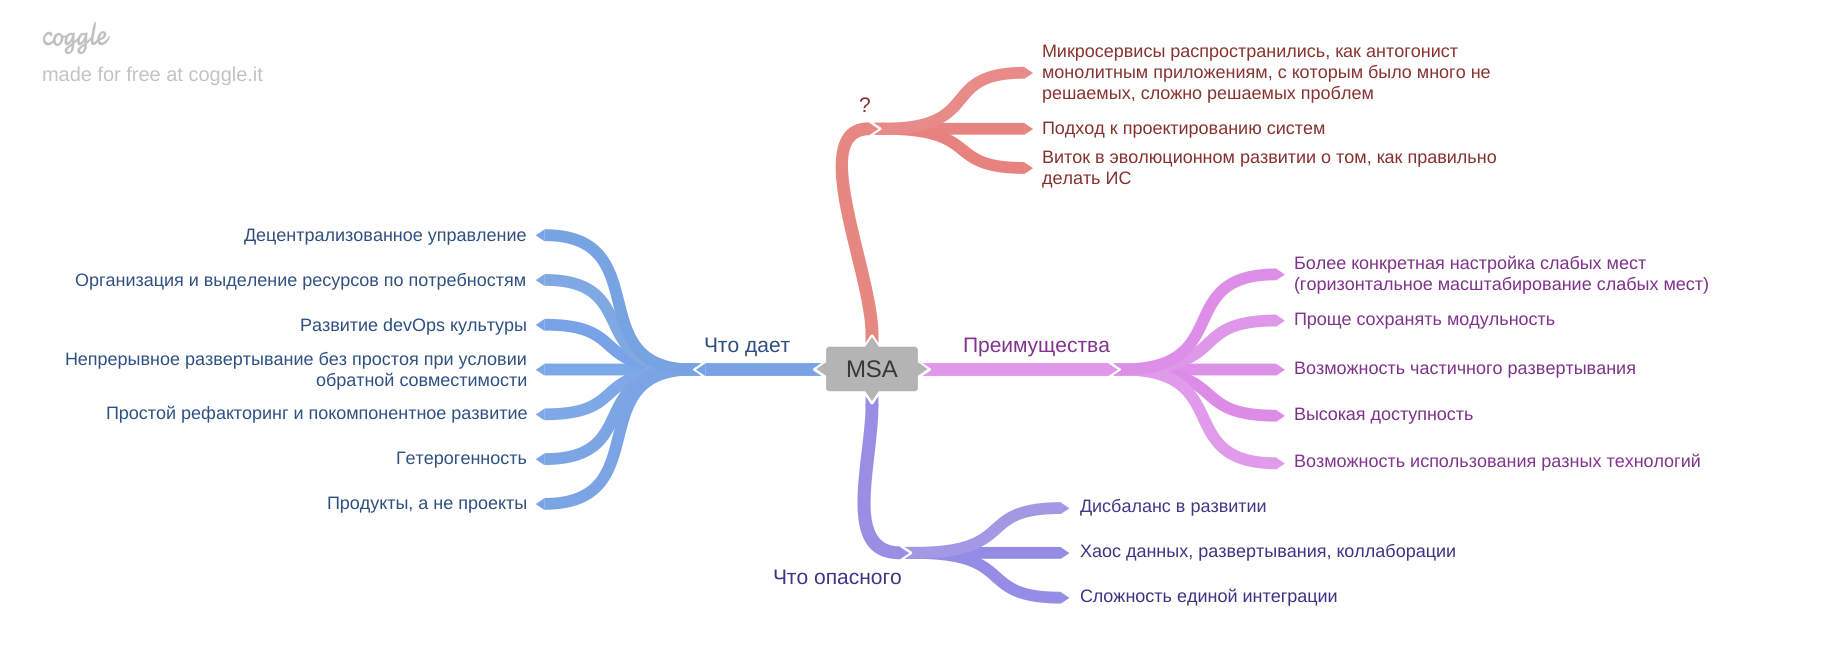 coggle
made for free at coggle.it
?
Микросервисы распространились, как антогонист
монолитным приложениям, с которым было много не
решаемых, сложно решаемых проблем
Подход к проектированию систем
Виток в эволюционном развитии о том, как правильно
делать ИС
Децентрализованное управление
Организация и выделение ресурсов по потребностям
Развитие devOps культуры
Непрерывное развертывание без простоя при условии
обратной совместимости
Простой рефакторинг и покомпонентное развитие
Гетерогенность
Продукты, а не проекты
Что дает
MSA
Преимущества
Более конкретная настройка слабых мест
(горизонтальное масштабирование слабых мест)
Проще сохранять модульность
Возможность частичного развертывания
Высокая доступность
Возможность использования разных технологий
Что опасного
Дисбаланс в развитии
Хаос данных, развертывания, коллаборации
Сложность единой интеграции